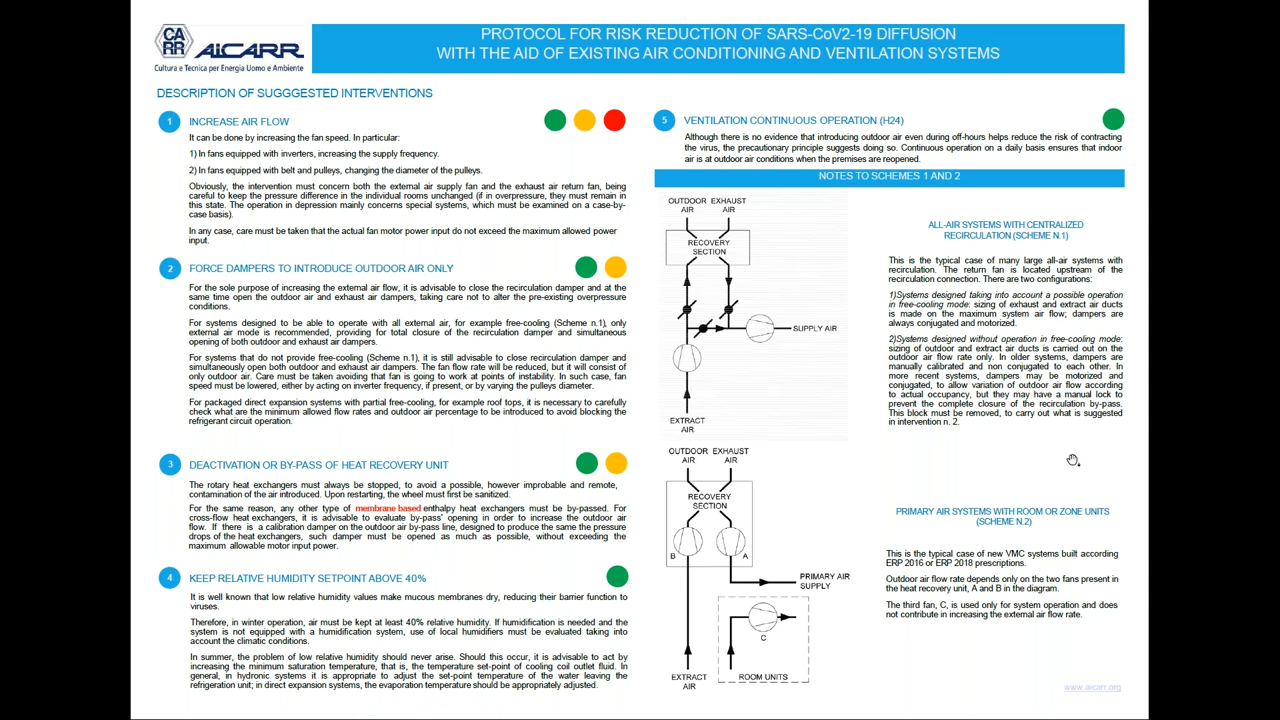 CA
RR
AiCARR
Cultura e Tecnica per Energia Uomo e Ambiente
PROTOCOL FOR RISK REDUCTION OF SARS-CoV2-19 DIFFUSION
WITH THE AID OF EXISTING AIR CONDITIONING AND VENTILATION SYSTEMS
DESCRIPTION OF SUGGGESTED INTERVENTIONS
1 INCREASE AIR FLOW
It can be done by increasing the fan speed. In particular:
1) In fans equipped with inverters, increasing the supply frequency.
2) In fans equipped with belt and pulleys, changing the diameter of the pulleys.
Obviously, the intervention must concern both the external air supply fan and the exhaust air return fan, being
careful to keep the pressure difference in the individual rooms unchanged (if in overpressure, they must remain in
this state. The operation in depression mainly concerns special systems, which must be examined on a case-by-
case basis).
In any case, care must be taken that the actual fan motor power input do not exceed the maximum allowed power
input.
2 FORCE DAMPERS TO INTRODUCE OUTDOOR AIR ONLY
For the sole purpose of increasing the external air flow, it is advisable to close the recirculation damper and at the
same time open the outdoor air and exhaust air dampers, taking care not to alter the pre-existing overpressure
conditions.
For systems designed to be able to operate with all external air, for example free-cooling (Scheme n.1), only
external air mode is recommended, providing for total closure of the recirculation damper and simultaneous
opening of both outdoor and exhaust air dampers.
For systems that do not provide free-cooling (Scheme n.1), it is still advisable to close recirculation damper and
simultaneously open both outdoor and exhaust air dampers. The fan flow rate will be reduced, but it will consist of
only outdoor air. Care must be taken avoiding that fan is going to work at points of instability. In such case, fan
speed must be lowered, either by acting on inverter frequency, if present, or by varying the pulleys diameter.
For packaged direct expansion systems with partial free-cooling, for example roof tops, it is necessary to carefully
check what are the minimum allowed flow rates and outdoor air percentage to be introduced to avoid blocking the
refrigerant circuit operation.
3 DEACTIVATION OR BY-PASS OF HEAT RECOVERY UNIT
The rotary heat exchangers must always be stopped, to avoid a possible, however improbable and remote,
contamination of the air introduced. Upon restarting, the wheel must first be sanitized.
For the same reason, any other type of membrane based enthalpy heat exchangers must be by-passed. For
cross-flow heat exchangers, it is advisable to evaluate by-pass' opening in order to increase the outdoor air
flow. If there is a calibration damper on the outdoor air by-pass line, designed to produce the same the pressure
drops of the heat exchangers, such damper must be opened as much as possible, without exceeding the
maximum allowable motor input power.
4 KEEP RELATIVE HUMIDITY SETPOINT ABOVE 40%
It is well known that low relative humidity values make mucous membranes dry, reducing their barrier function to
viruses.
Therefore, in winter operation, air must be kept at least 40% relative humidity. If humidification is needed and the
system is not equipped with a humidification system, use of local humidifiers must be evaluated taking into
account the climatic conditions.
In summer, the problem of low relative humidity should never arise. Should this occur, it is advisable to act by
increasing the minimum saturation temperature, that is, the temperature set-point of cooling coil outlet fluid. In
general, in hydronic systems it is appropriate to adjust the set-point temperature of the water leaving the
refrigeration unit; in direct expansion systems, the evaporation temperature should be appropriately adjusted.
5 VENTILATION CONTINUOUS OPERATION (H24)
Although there is no evidence that introducing outdoor air even during off-hours helps reduce the risk of contracting
the virus, the precautionary principle suggests doing so. Continuous operation on a daily basis ensures that indoor
air is at outdoor air conditions when the premises are reopened.
NOTES TO SCHEMES 1 AND 2
OUTDOOR AIR
EXHAUST AIR
RECOVERY
SECTION
SUPPLY AIR
EXTRACT
AIR
ALL-AIR SYSTEMS WITH CENTRALIZED
RECIRCULATION (SCHEME N.1)
This is the typical case of many large all-air systems with
recirculation. The return fan is located upstream of the
recirculation connection. There are two configurations:
1)Systems designed taking into account a possible operation
in free-cooling mode: sizing of exhaust and extract air ducts
is made on the maximum system air flow; dampers are
always conjugated and motorized.
2)Systems designed without operation in free-cooling mode:
sizing of outdoor and extract air ducts is carried out on the
outdoor air flow rate only. In older systems, dampers are
manually calibrated and non conjugated to each other. In
more recent systems, dampers may be motorized and
conjugated, to allow variation of outdoor air flow according
to actual occupancy, but they may have a manual lock to
prevent the complete closure of the recirculation by-pass.
This block must be removed, to carry out what is suggested
in intervention n. 2.
OUTDOOR AIR
EXHAUST AIR
RECOVERY
SECTION
B
A
PRIMARY AIR
SUPPLY
C
EXTRACT
AIR
ROOM UNITS
PRIMARY AIR SYSTEMS WITH ROOM OR ZONE UNITS
(SCHEME N.2)
This is the typical case of new VMC systems built according
ERP 2016 or ERP 2018 prescriptions.
Outdoor air flow rate depends only on the two fans present in
the heat recovery unit, A and B in the diagram.
The third fan, C, is used only for system operation and does
not contribute in increasing the external air flow rate.
www.aicarr.org